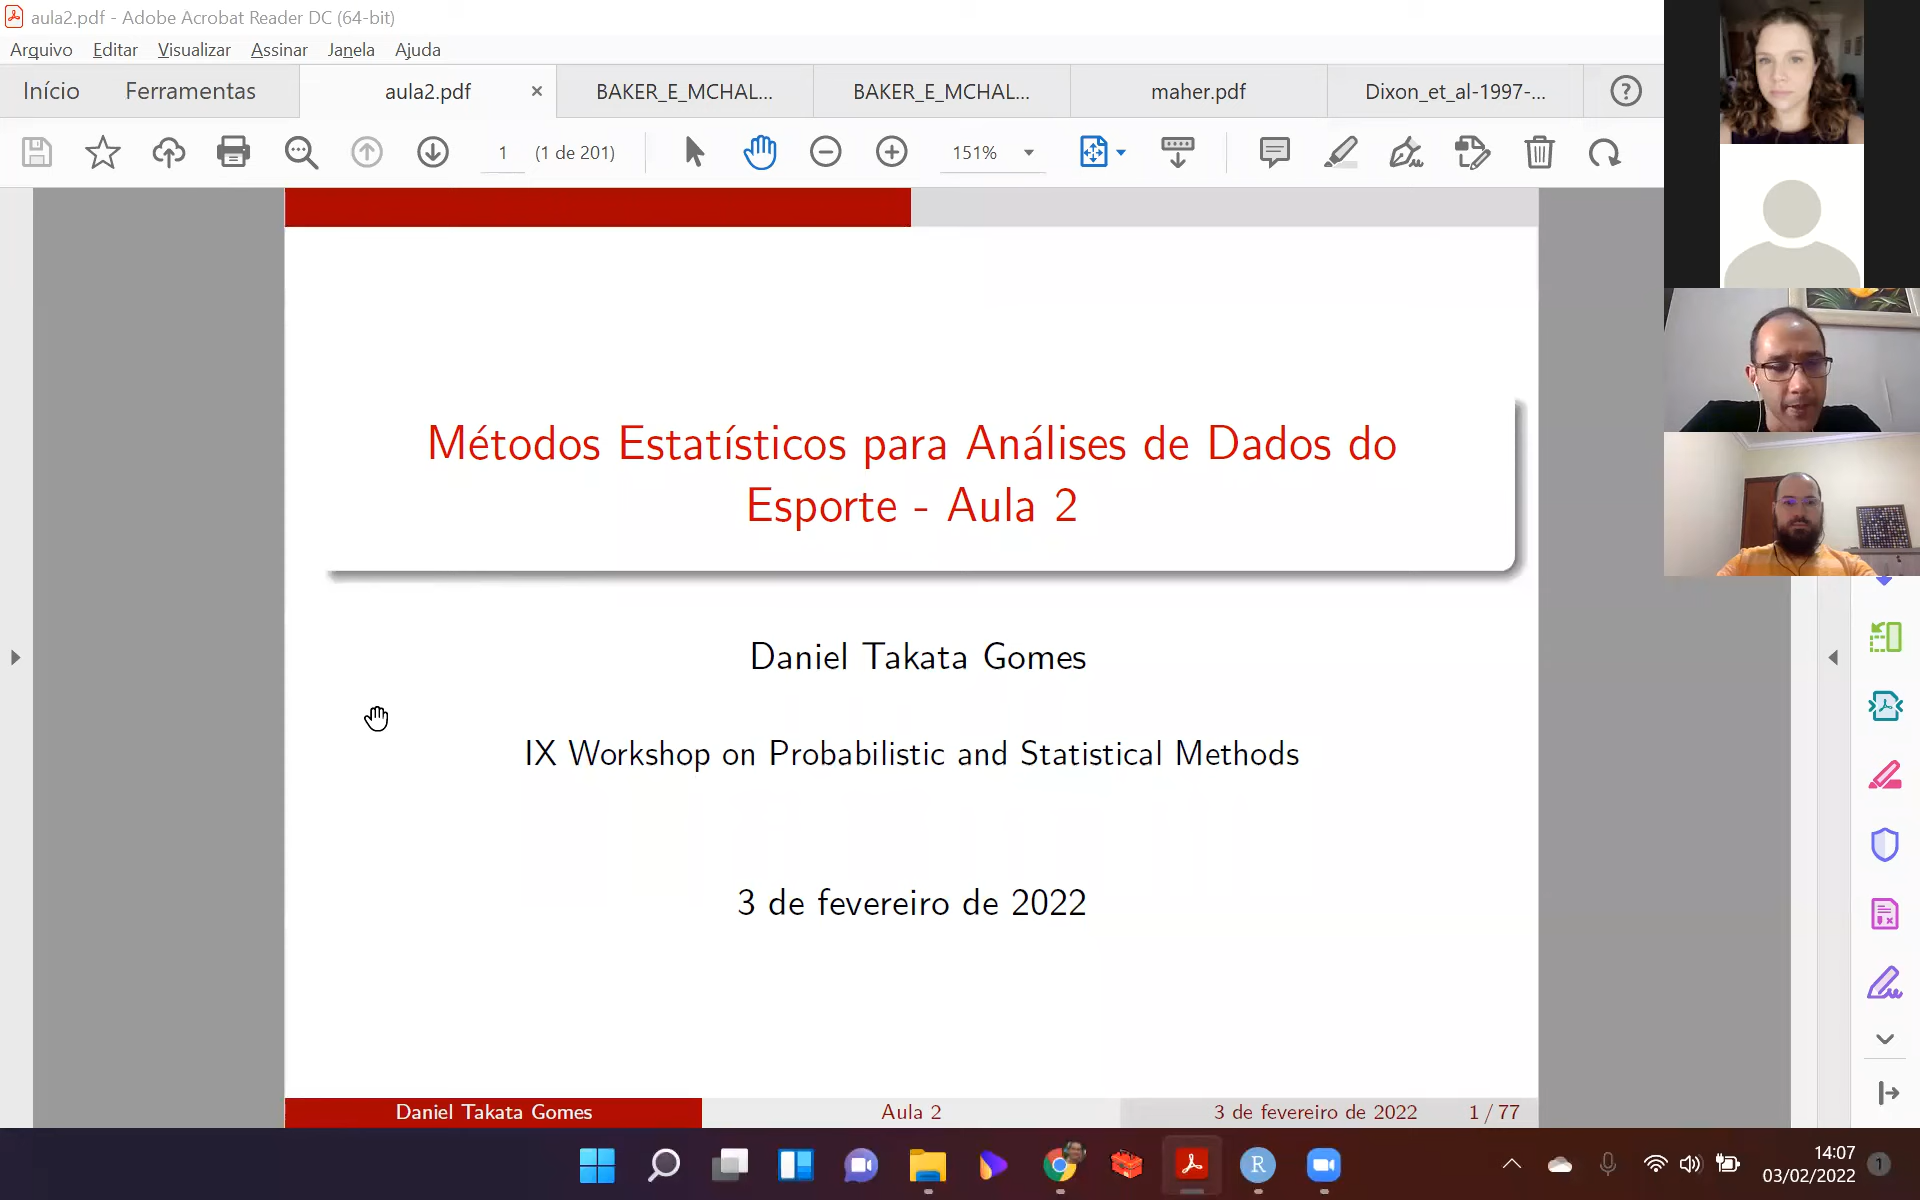 aula2.pdf - Adobe Acrobat Reader DC (64-bit)
Arquivo Editar Visualizar Assinar Janela Ajuda
Início Ferramentas aula2.pdf × BAKER_E_MCHAL... BAKER_E_MCHAL... maher.pdf Dixon_et_al-1997-... ?
1 (1 de 201) 151%
Métodos Estatísticos para Análises de Dados do
Esporte - Aula 2
Daniel Takata Gomes
IX Workshop on Probabilistic and Statistical Methods
3 de fevereiro de 2022
Daniel Takata Gomes Aula 2 3 de fevereiro de 2022 1 / 77
R
14:07
03/02/2022
1